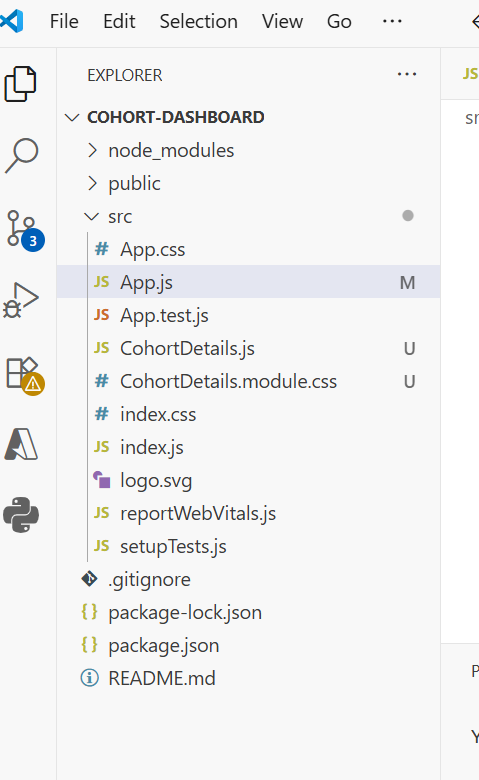 File Edit Selection View Go ···
EXPLORER ···
JS
COHORT-DASHBOARD
node_modules
public
src
3
# App.css
JS App.js M
JS App.test.js
JS CohortDetails.js U
# CohortDetails.module.css U
# index.css
JS index.js
logo.svg
JS reportWebVitals.js
JS setupTests.js
.gitignore
{} package-lock.json
{} package.json
README.md